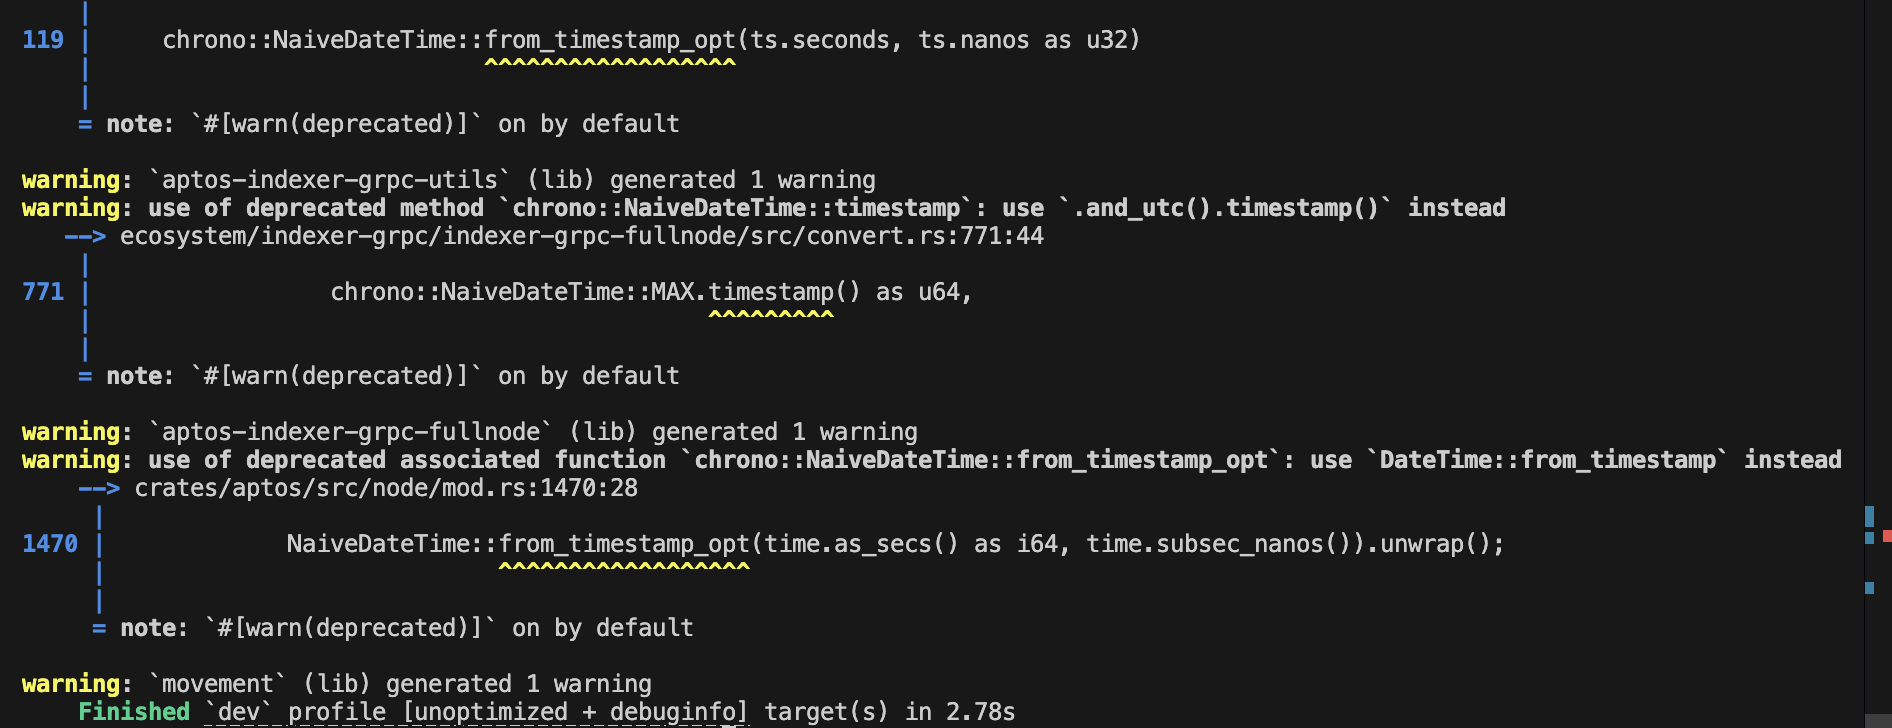 119 |     chrono::NaiveDateTime::from_timestamp_opt(ts.seconds, ts.nanos as u32)
    |                            ^^^^^^^^^^^^^^^^^^
    |
    = note: `#[warn(deprecated)]` on by default
warning: `aptos-indexer-grpc-utils` (lib) generated 1 warning
warning: use of deprecated method `chrono::NaiveDateTime::timestamp`: use `.and_utc().timestamp()` instead
   --> ecosystem/indexer-grpc/indexer-grpc-fullnode/src/convert.rs:771:44
    |
771 |                 chrono::NaiveDateTime::MAX.timestamp() as u64,
    |                                            ^^^^^^^^^
    |
    = note: `#[warn(deprecated)]` on by default
warning: `aptos-indexer-grpc-fullnode` (lib) generated 1 warning
warning: use of deprecated associated function `chrono::NaiveDateTime::from_timestamp_opt`: use `DateTime::from_timestamp` instead
    --> crates/aptos/src/node/mod.rs:1470:28
     |
1470 |             NaiveDateTime::from_timestamp_opt(time.as_secs() as i64, time.subsec_nanos()).unwrap();
     |                            ^^^^^^^^^^^^^^^^^^
     |
     = note: `#[warn(deprecated)]` on by default
warning: `movement` (lib) generated 1 warning
    Finished `dev` profile [unoptimized + debuginfo] target(s) in 2.78s